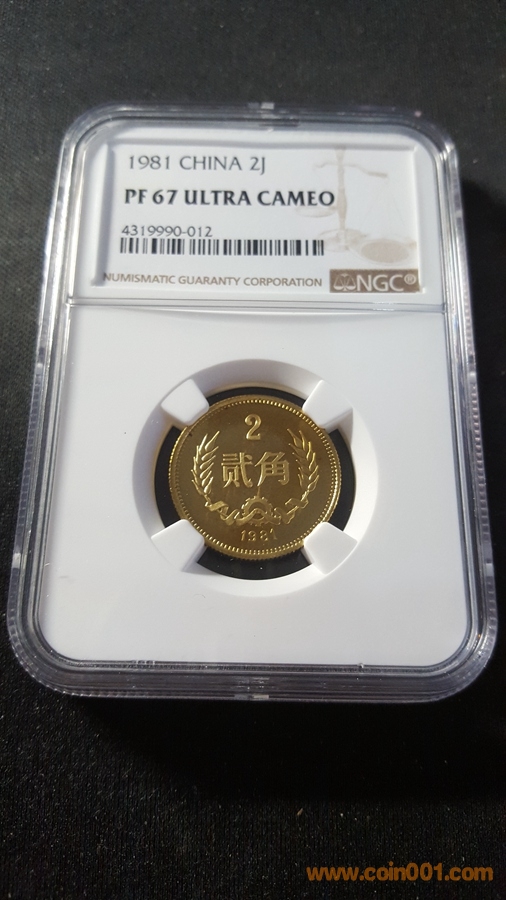 1981 CHINA 2J
PF 67 ULTRA CAMEO
4319990-012
NUMISMATIC GUARANTY CORPORATION NGC®
2
贰角
1981
www.coin001.com